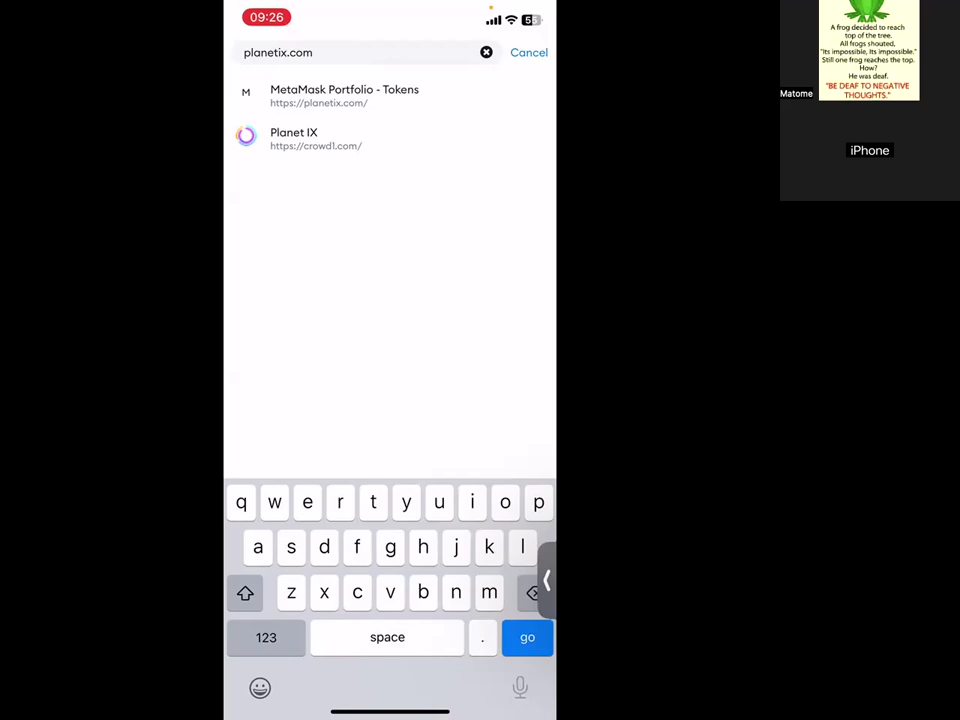 09:26
55
planetix.com
Cancel
M
MetaMask Portfolio - Tokens
https://planetix.com/
Planet IX
https://crowd1.com/
q w e r t y u i o p
a s d f g h j k l
z x c v b n m
123
space
.
go
A frog decided to reach
top of the tree.
All frogs shouted,
"Its impossible, Its impossible."
Still one frog reaches the top.
How?
He was deaf.
"BE DEAF TO NEGATIVE
THOUGHTS."
Matome
iPhone